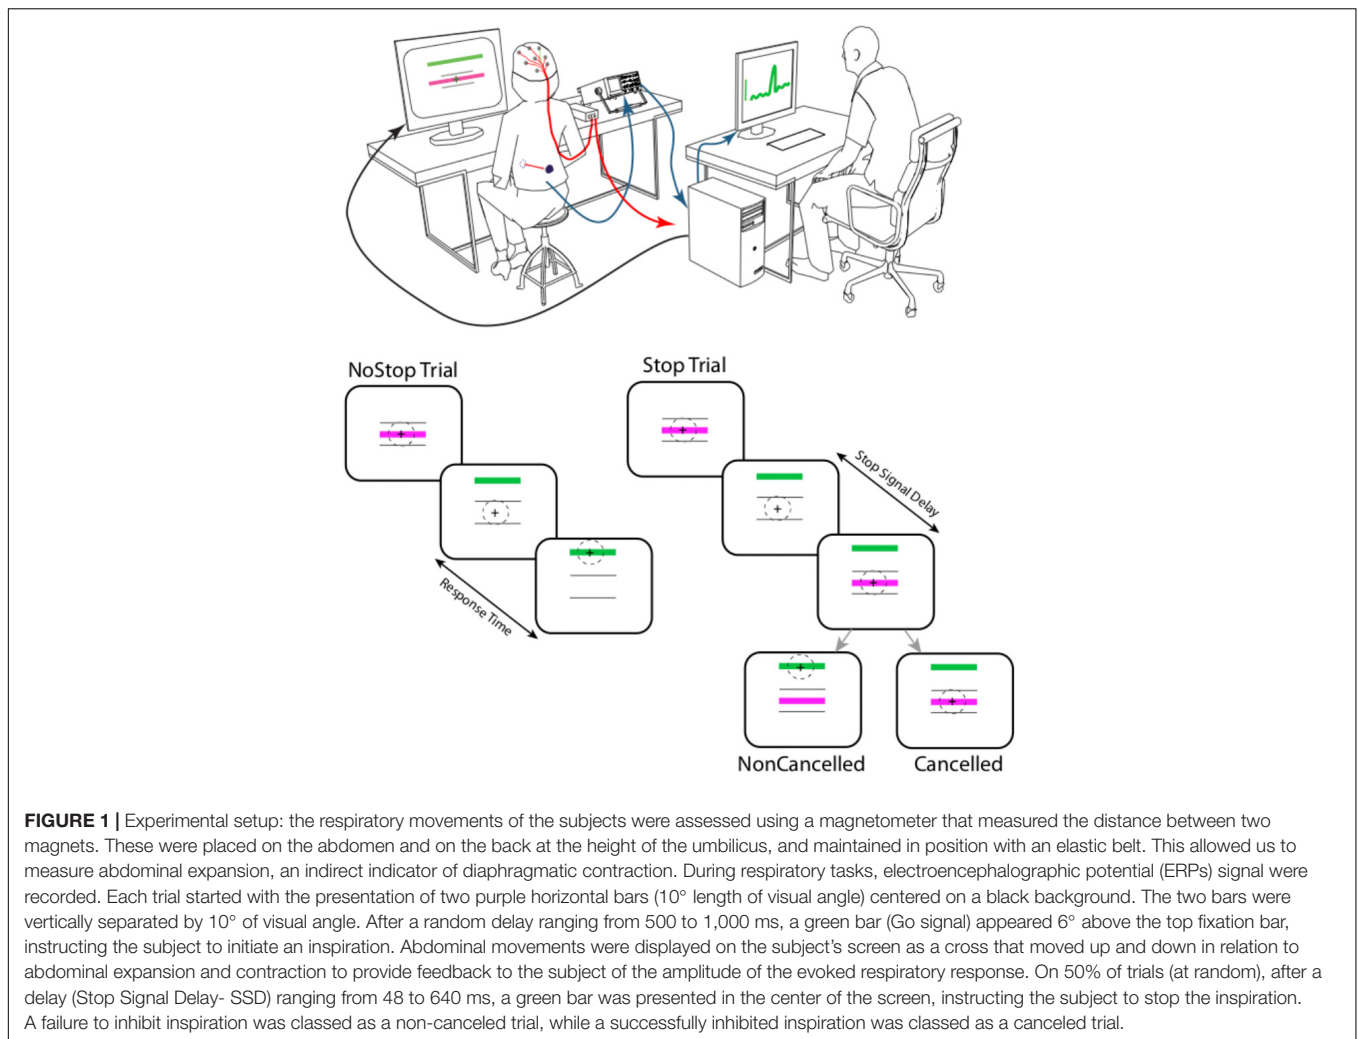 NoStop Trial
Stop Trial
Stop Signal Delay
Response Time
NonCancelled
Cancelled
FIGURE 1 | Experimental setup: the respiratory movements of the subjects were assessed using a magnetometer that measured the distance between two
magnets. These were placed on the abdomen and on the back at the height of the umbilicus, and maintained in position with an elastic belt. This allowed us to
measure abdominal expansion, an indirect indicator of diaphragmatic contraction. During respiratory tasks, electroencephalographic potential (ERPs) signal were
recorded. Each trial started with the presentation of two purple horizontal bars (10° length of visual angle) centered on a black background. The two bars were
vertically separated by 10° of visual angle. After a random delay ranging from 500 to 1,000 ms, a green bar (Go signal) appeared 6° above the top fixation bar,
instructing the subject to initiate an inspiration. Abdominal movements were displayed on the subject's screen as a cross that moved up and down in relation to
abdominal expansion and contraction to provide feedback to the subject of the amplitude of the evoked respiratory response. On 50% of trials (at random), after a
delay (Stop Signal Delay- SSD) ranging from 48 to 640 ms, a green bar was presented in the center of the screen, instructing the subject to stop the inspiration.
A failure to inhibit inspiration was classed as a non-canceled trial, while a successfully inhibited inspiration was classed as a canceled trial.